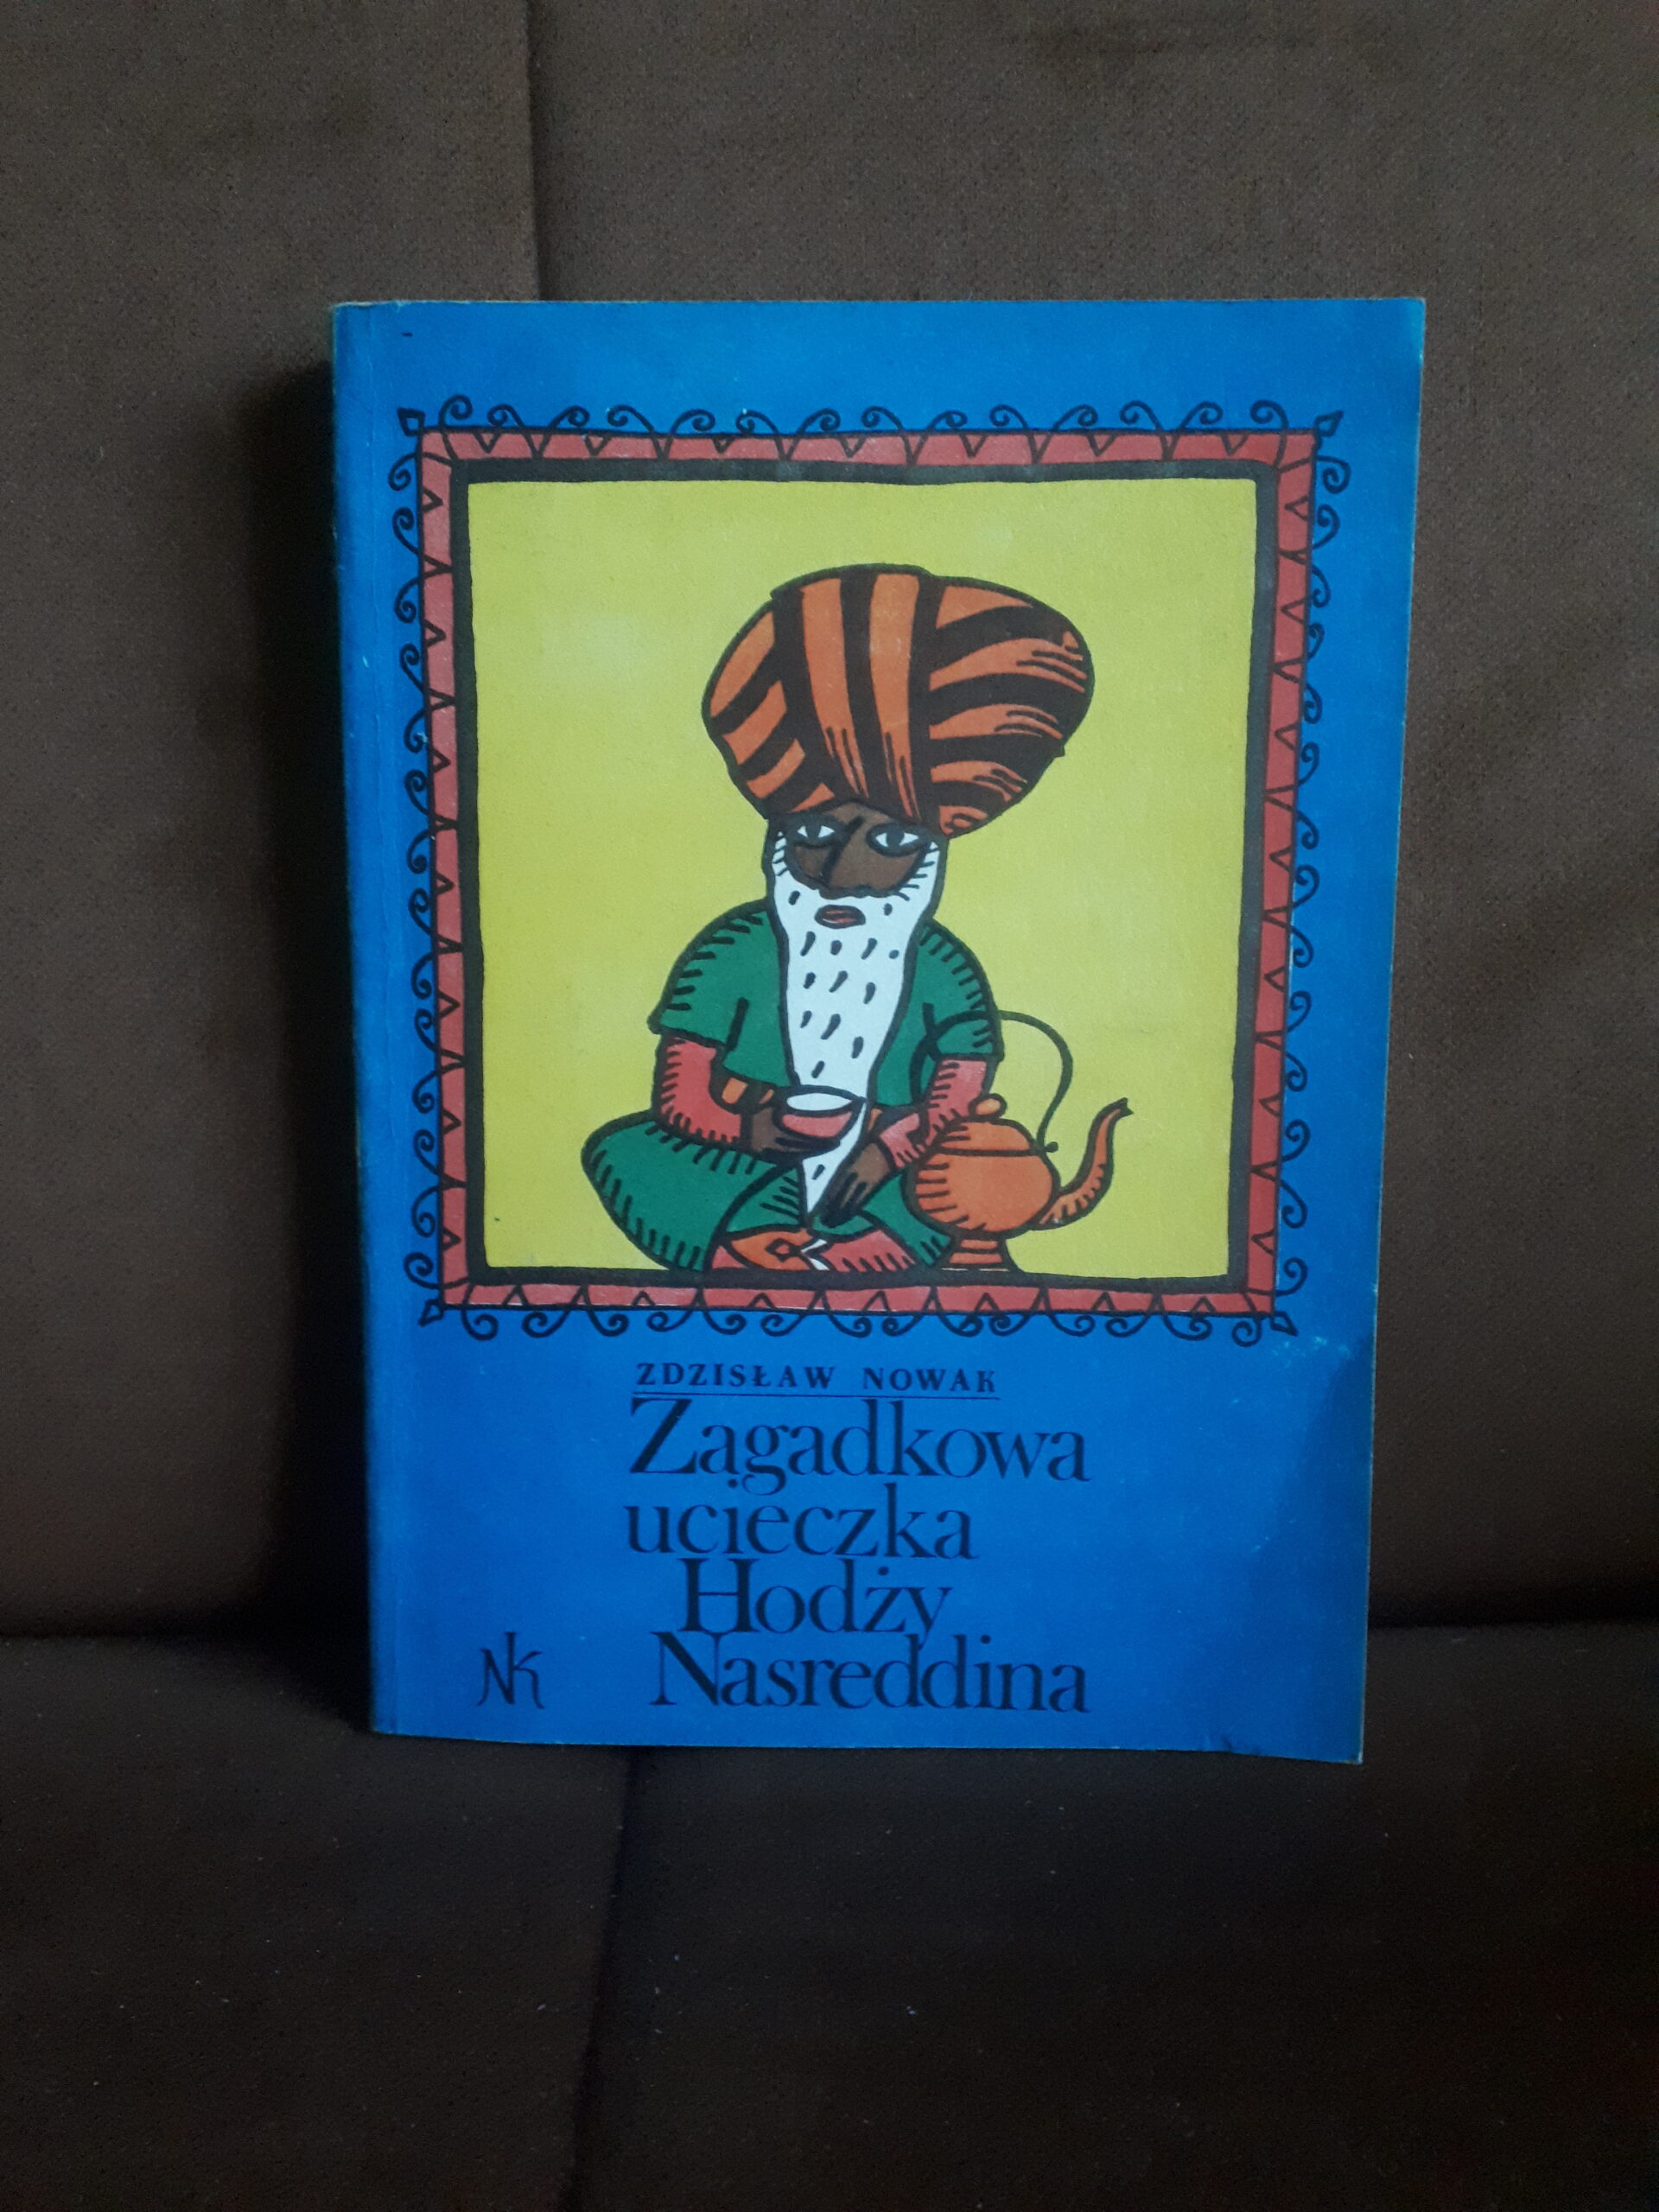 ZDZISŁAW NOWAK
Zagadkowa
ucieczka
Hodży
Nasreddina
NK